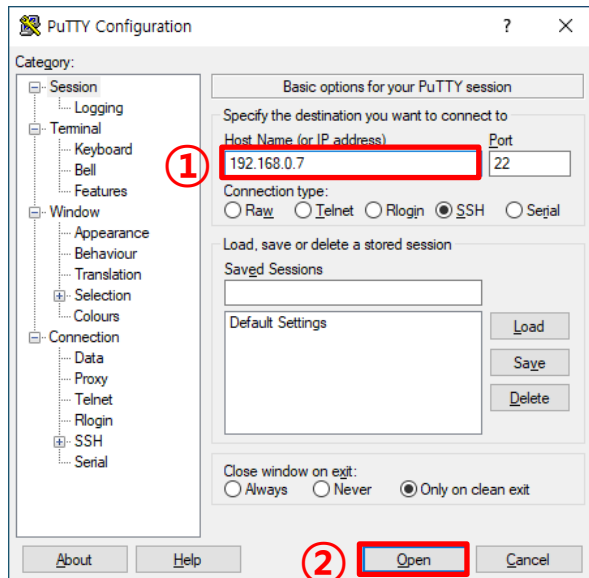 PuTTY Configuration
? ×
Category:
Session
Logging
Terminal
Keyboard
Bell
Features
Window
Appearance
Behaviour
Translation
Selection
Colours
Connection
Data
Proxy
Telnet
Rlogin
SSH
Serial
Basic options for your PuTTY session
Specify the destination you want to connect to
Host Name (or IP address) Port
① 192.168.0.7 22
Connection type:
Raw Telnet Rlogin SSH Serial
Load, save or delete a stored session
Saved Sessions
Default Settings
Load
Save
Delete
Close window on exit:
Always Never Only on clean exit
About Help ② Open Cancel